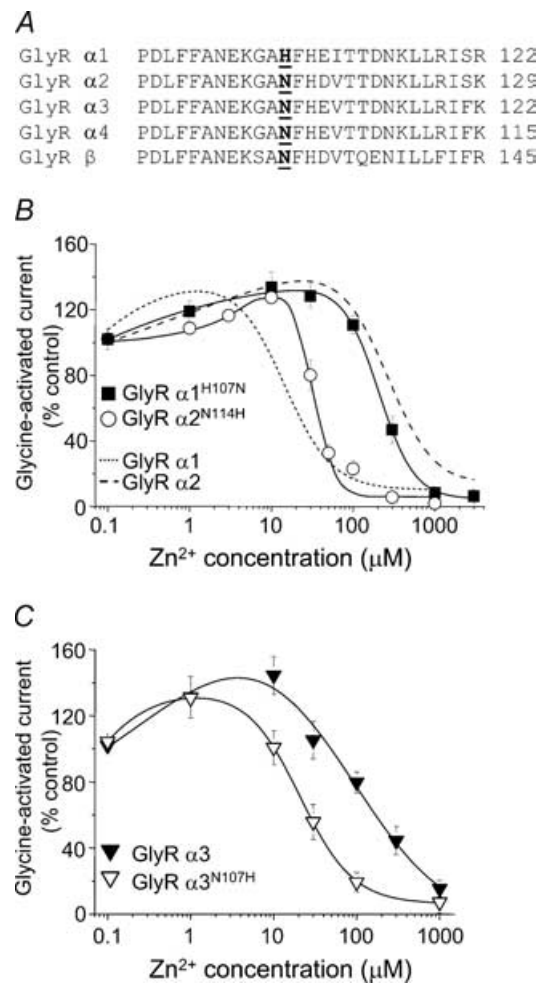 A
GlyR α1 PDLFFANEKGAHFHEITTDNKLLRISR 122
GlyR α2 PDLFFANEKGANFHDVTTDNKLLRISK 129
GlyR α3 PDLFFANEKGANFHEVTTDNKLLRIFK 122
GlyR α4 PDLFFANEKGANFHEVTTDNKLLRIFK 115
GlyR β PDLFFANEKSANFHDVTQENILLFIFR 145
B
Glycine-activated current
(% control)
160
120
80
40
0
GlyR α1H107N
GlyR α2N114H
GlyR α1
GlyR α2
0.1 1 10 100 1000
Zn2+ concentration (μM)
C
Glycine-activated current
(% control)
160
120
80
40
0
GlyR α3
GlyR α3N107H
0.1 1 10 100 1000
Zn2+ concentration (μM)